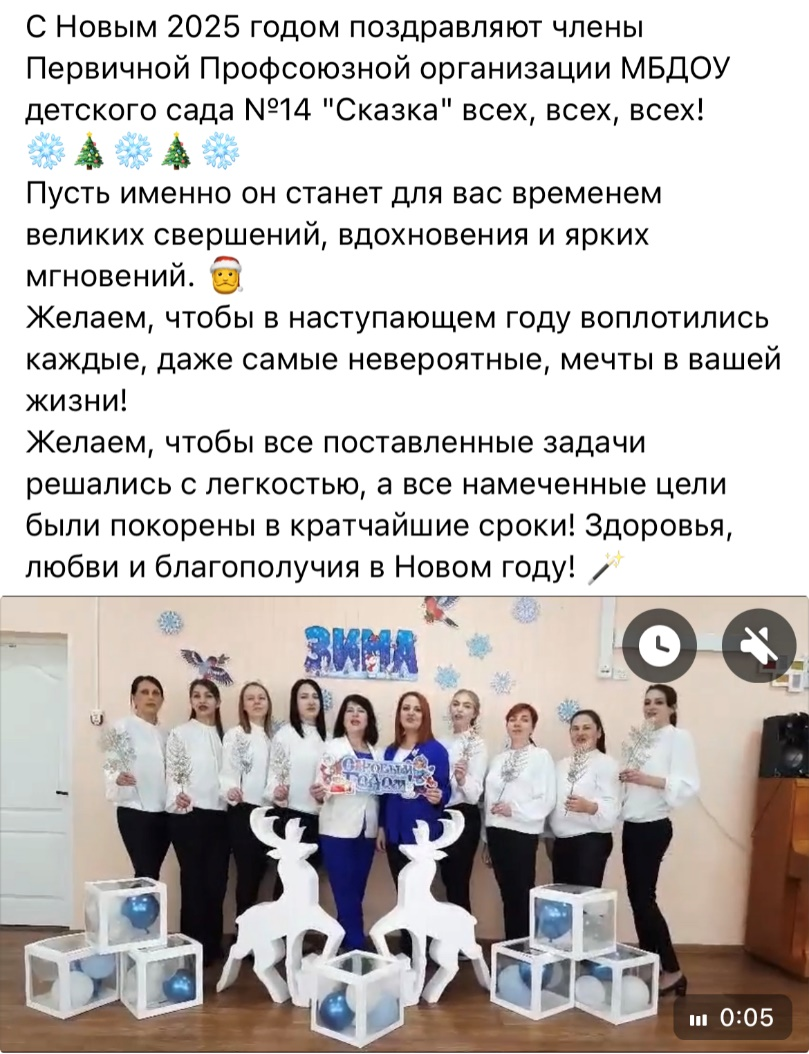 С Новым 2025 годом поздравляют члены
Первичной Профсоюзной организации МБДОУ
детского сада №14 "Сказка" всех, всех, всех!
❄️🎄❄️🎄❄️
Пусть именно он станет для вас временем
великих свершений, вдохновения и ярких
мгновений. 🎅
Желаем, чтобы в наступающем году воплотились
каждые, даже самые невероятные, мечты в вашей
жизни!
Желаем, чтобы все поставленные задачи
решались с легкостью, а все намеченные цели
были покорены в кратчайшие сроки! Здоровья,
любви и благополучия в Новом году! 🪄
ЗИМА
С Новым
Годом!
0:05